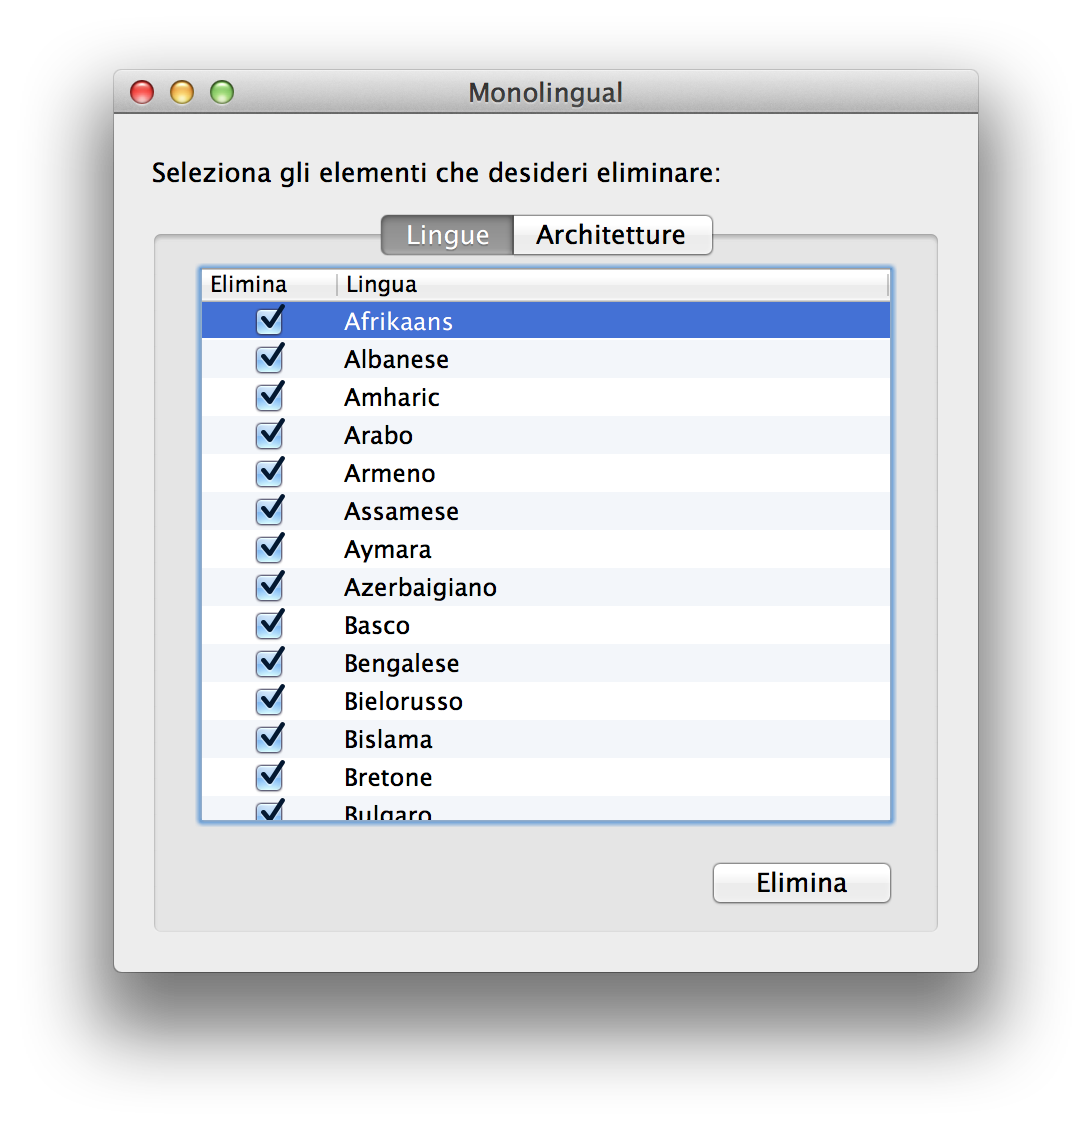 Monolingual
Seleziona gli elementi che desideri eliminare:
Lingue Architetture
Elimina Lingua
Afrikaans
Albanese
Amharic
Arabo
Armeno
Assamese
Aymara
Azerbaigiano
Basco
Bengalese
Bielorusso
Bislama
Bretone
Bulgaro
Elimina